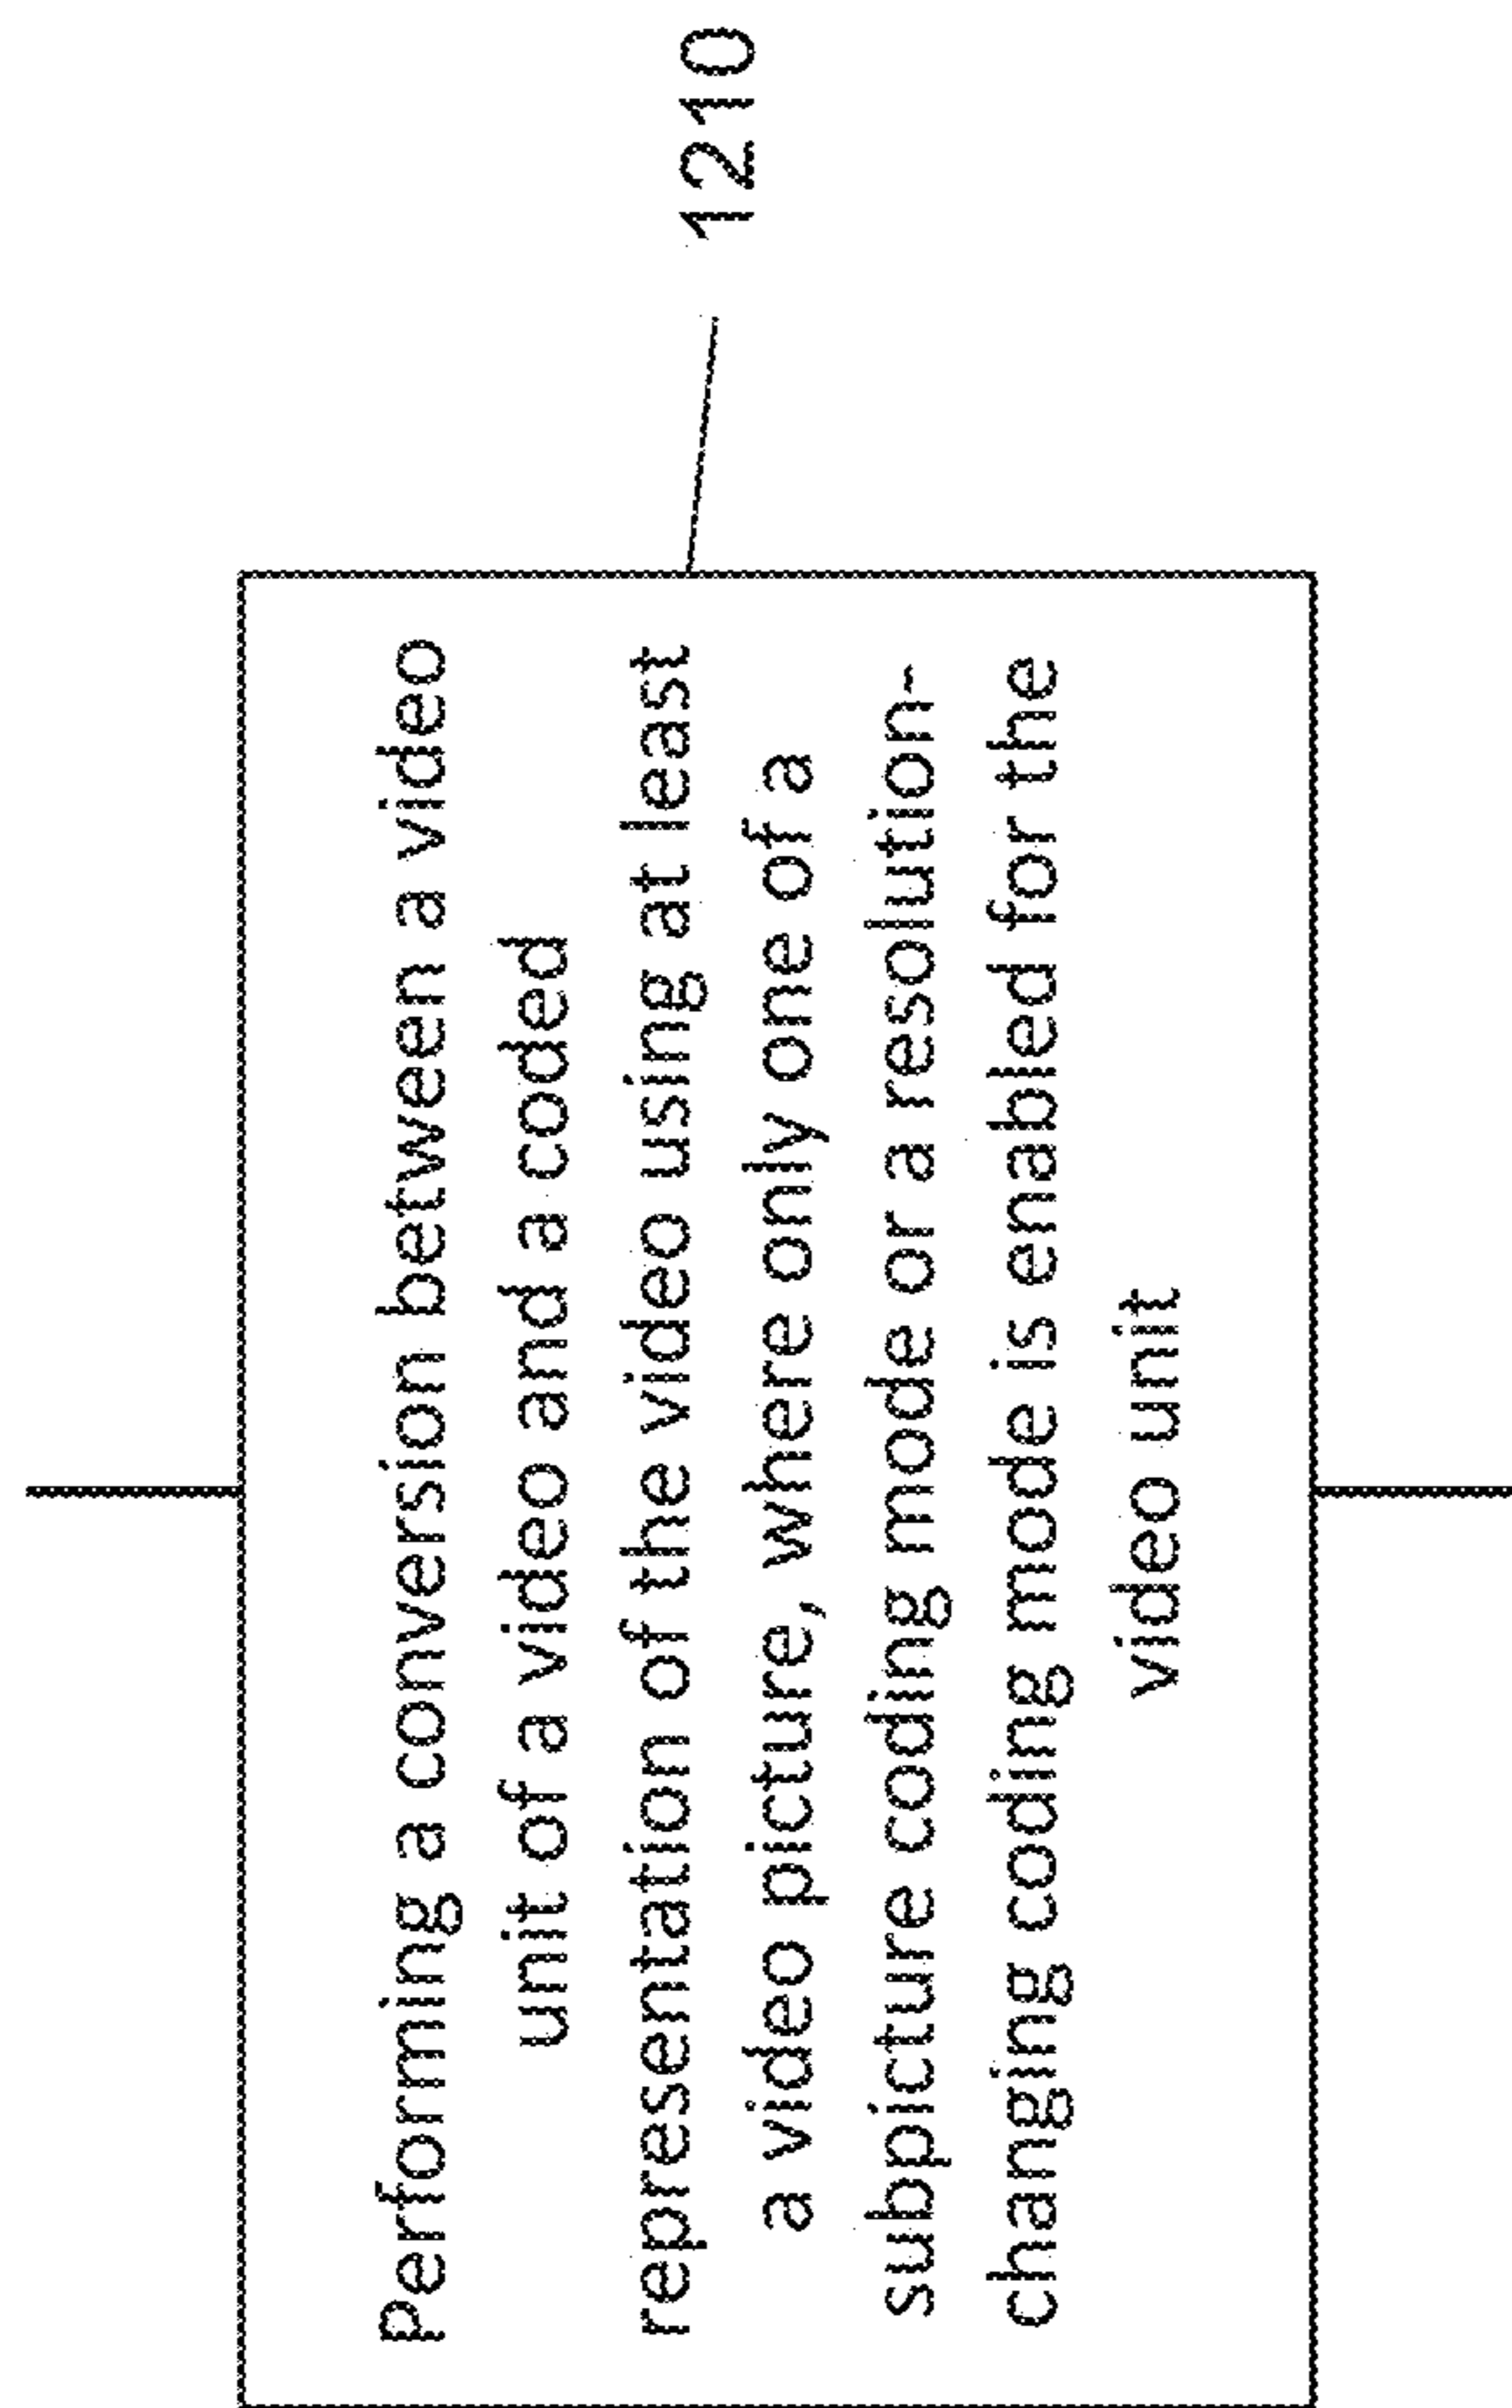 Performing a conversion between a video
unit of a video and a coded
representation of the video using at least
a video picture, where only one of a
subpicture coding mode or a resolution-
changing coding mode is enabled for the
video unit
1210